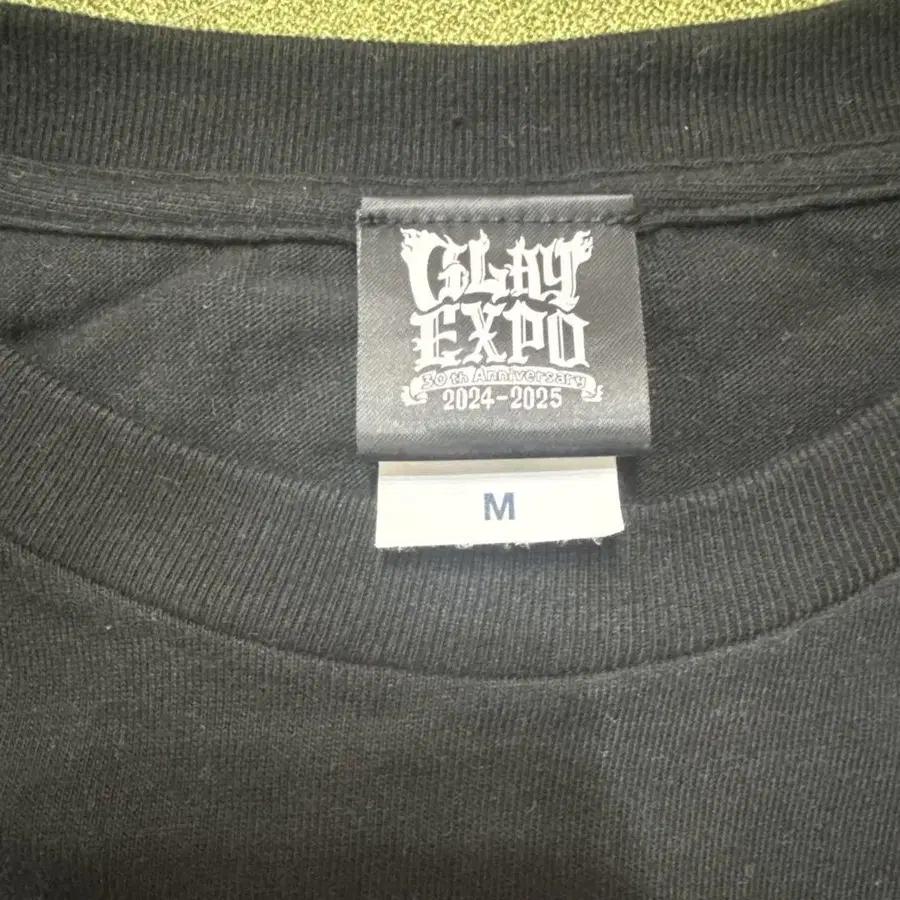 GLAY
EXPO
30th Anniversary
2024-2025
M